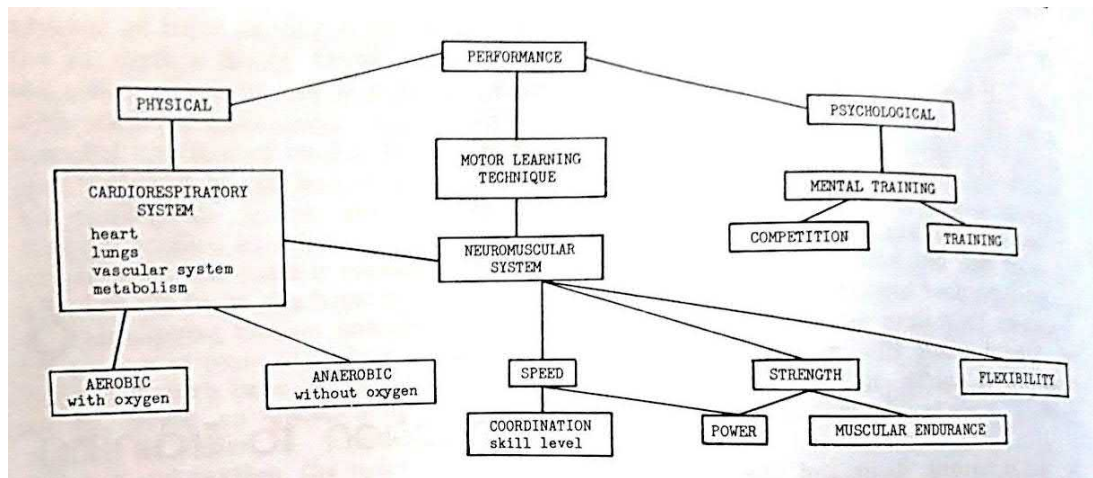 PERFORMANCE
PHYSICAL
PSYCHOLOGICAL
MOTOR LEARNING
TECHNIQUE
CARDIORESPIRATORY
SYSTEM
heart
lungs
vascular system
metabolism
MENTAL TRAINING
COMPETITION
TRAINING
NEUROMUSCULAR
SYSTEM
AEROBIC
with oxygen
ANAEROBIC
without oxygen
SPEED
STRENGTH
FLEXIBILITY
COORDINATION
skill level
POWER
MUSCULAR ENDURANCE